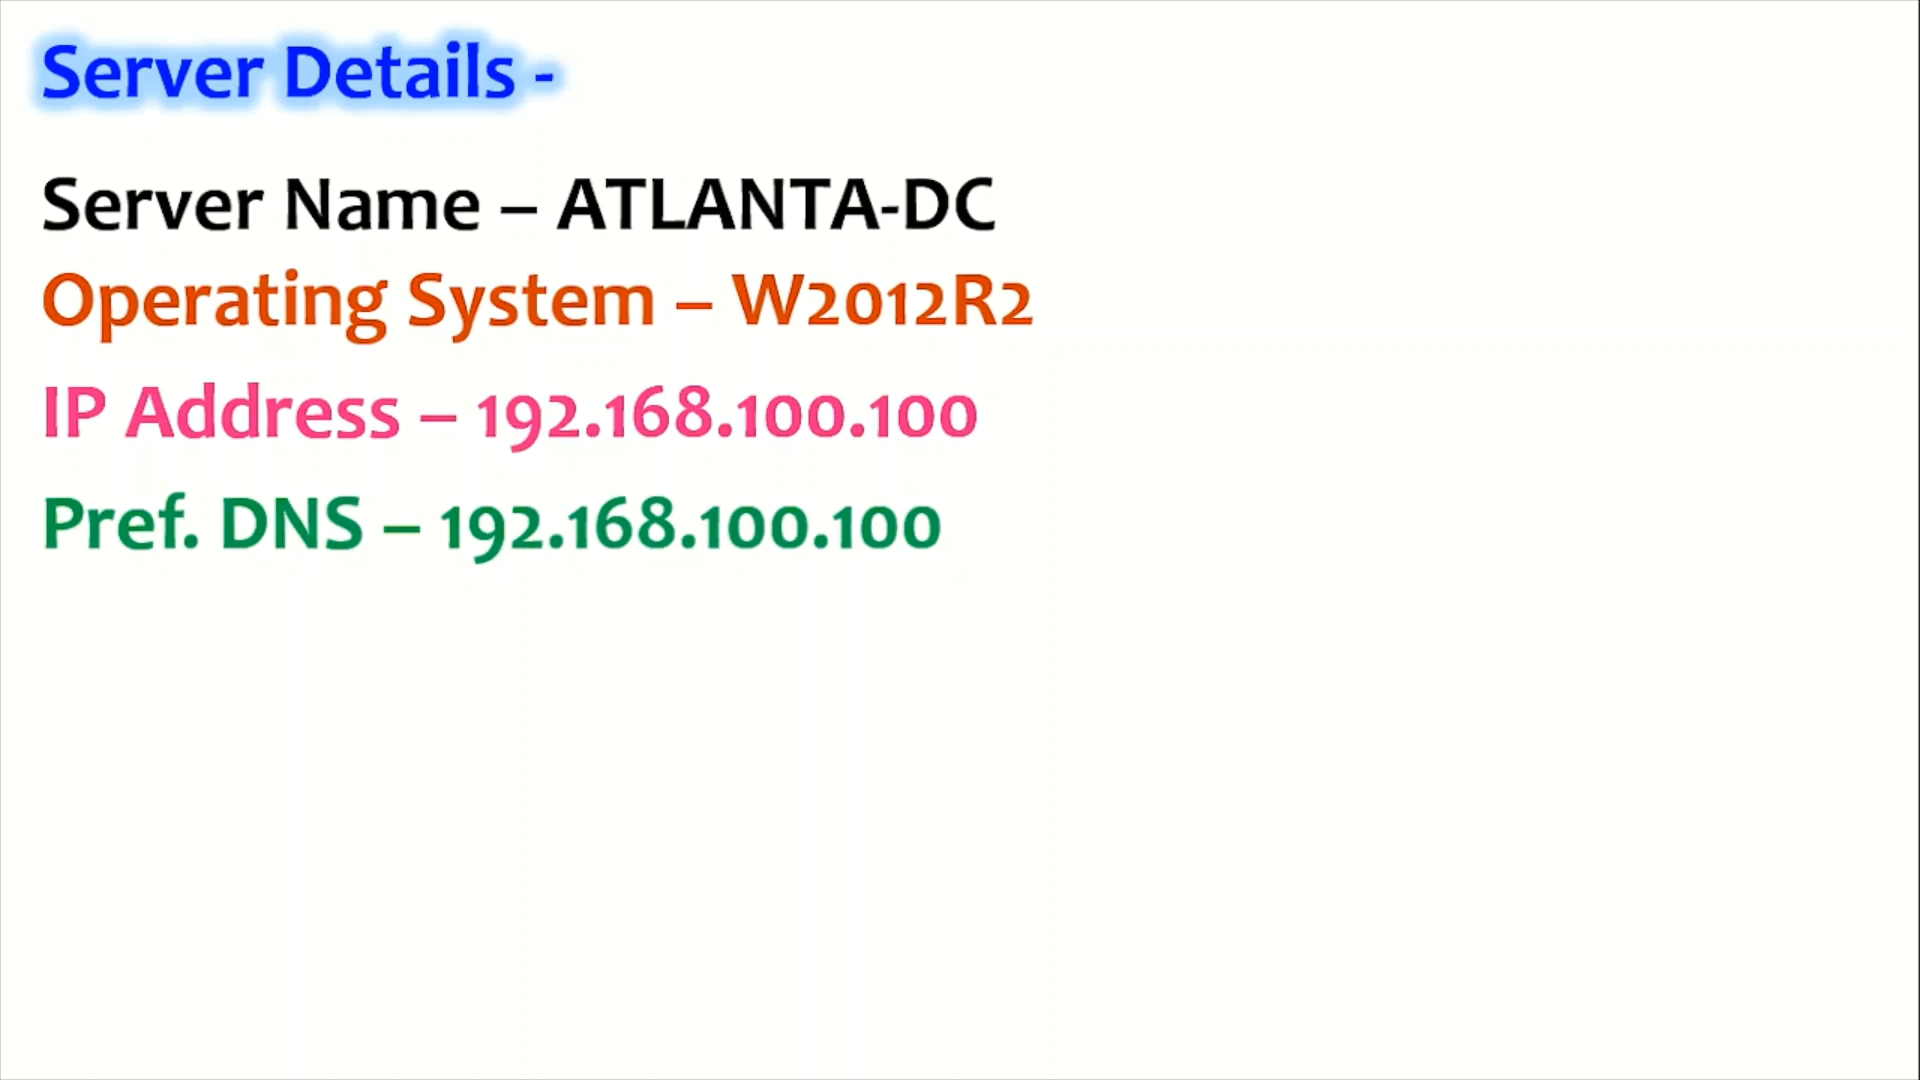 Server Details -
Server Name – ATLANTA-DC
Operating System – W2012R2
IP Address – 192.168.100.100
Pref. DNS – 192.168.100.100